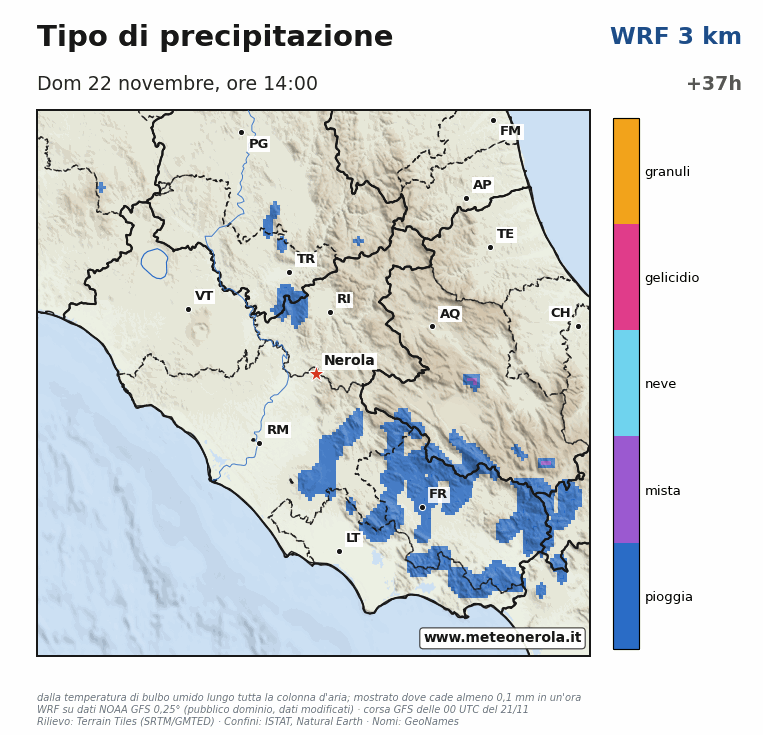 Tipo di precipitazione
WRF 3 km
Dom 22 novembre, ore 14:00
+37h
FM
PG
granuli
AP
TE
TR
gelicidio
VT
RI
AQ
CH
Nerola
neve
RM
mista
FR
LT
pioggia
www.meteonerola.it
dalla temperatura di bulbo umido lungo tutta la colonna d'aria; mostrato dove cade almeno 0,1 mm in un'ora
WRF su dati NOAA GFS 0,25° (pubblico dominio, dati modificati) · corsa GFS delle 00 UTC del 21/11
Rilievo: Terrain Tiles (SRTM/GMTED) · Confini: ISTAT, Natural Earth · Nomi: GeoNames